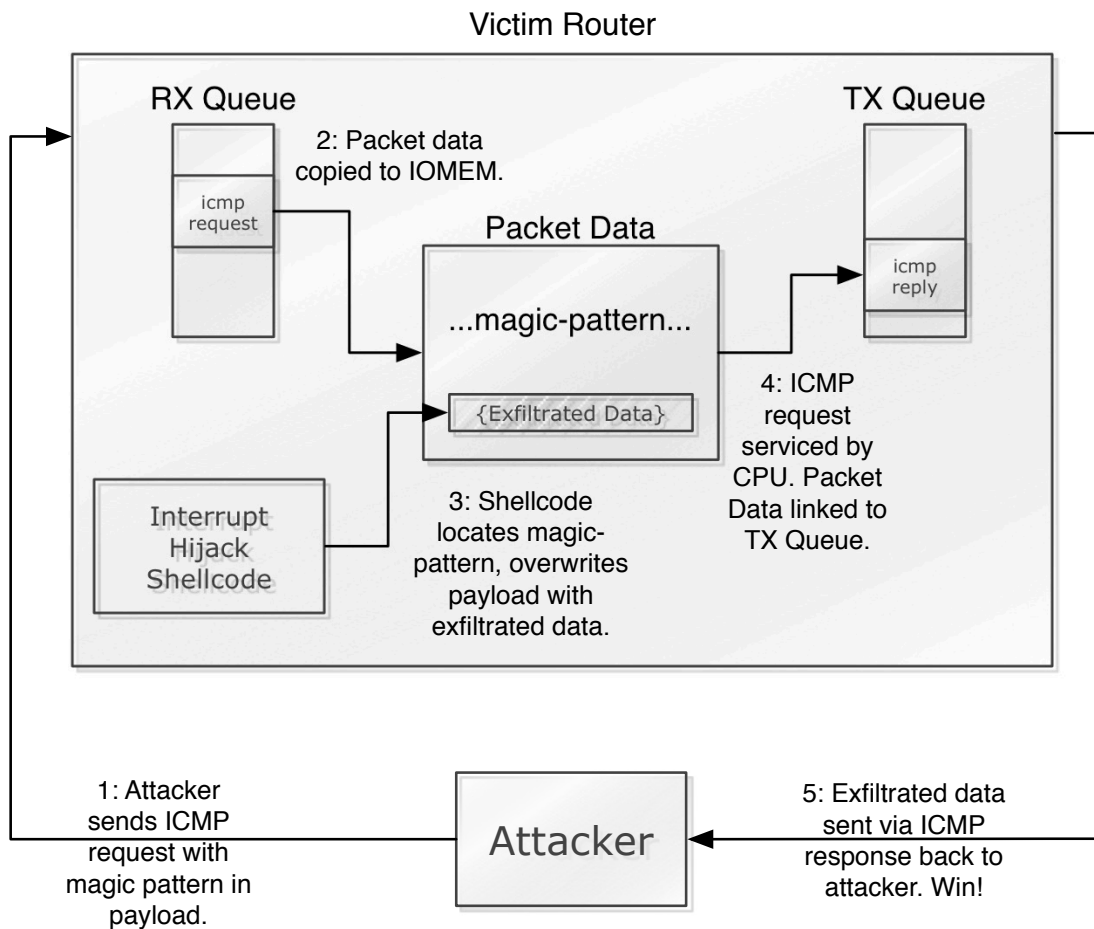 Victim Router
RX Queue
TX Queue
2: Packet data
copied to IOMEM.
icmp
request
Packet Data
icmp
reply
...magic-pattern...
{Exfiltrated Data}
4: ICMP
request
serviced by
CPU. Packet
Data linked to
TX Queue.
Interrupt
Hijack
Shellcode
3: Shellcode
locates magic-
pattern, overwrites
payload with
exfiltrated data.
1: Attacker
sends ICMP
request with
magic pattern in
payload.
Attacker
5: Exfiltrated data
sent via ICMP
response back to
attacker. Win!